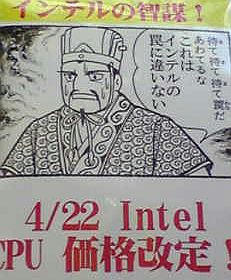 インテルの智謀！
待て待て待て罠だ
あわてるな
これは
インテルの
罠に違いない
4/22 Intel
CPU 価格改定！